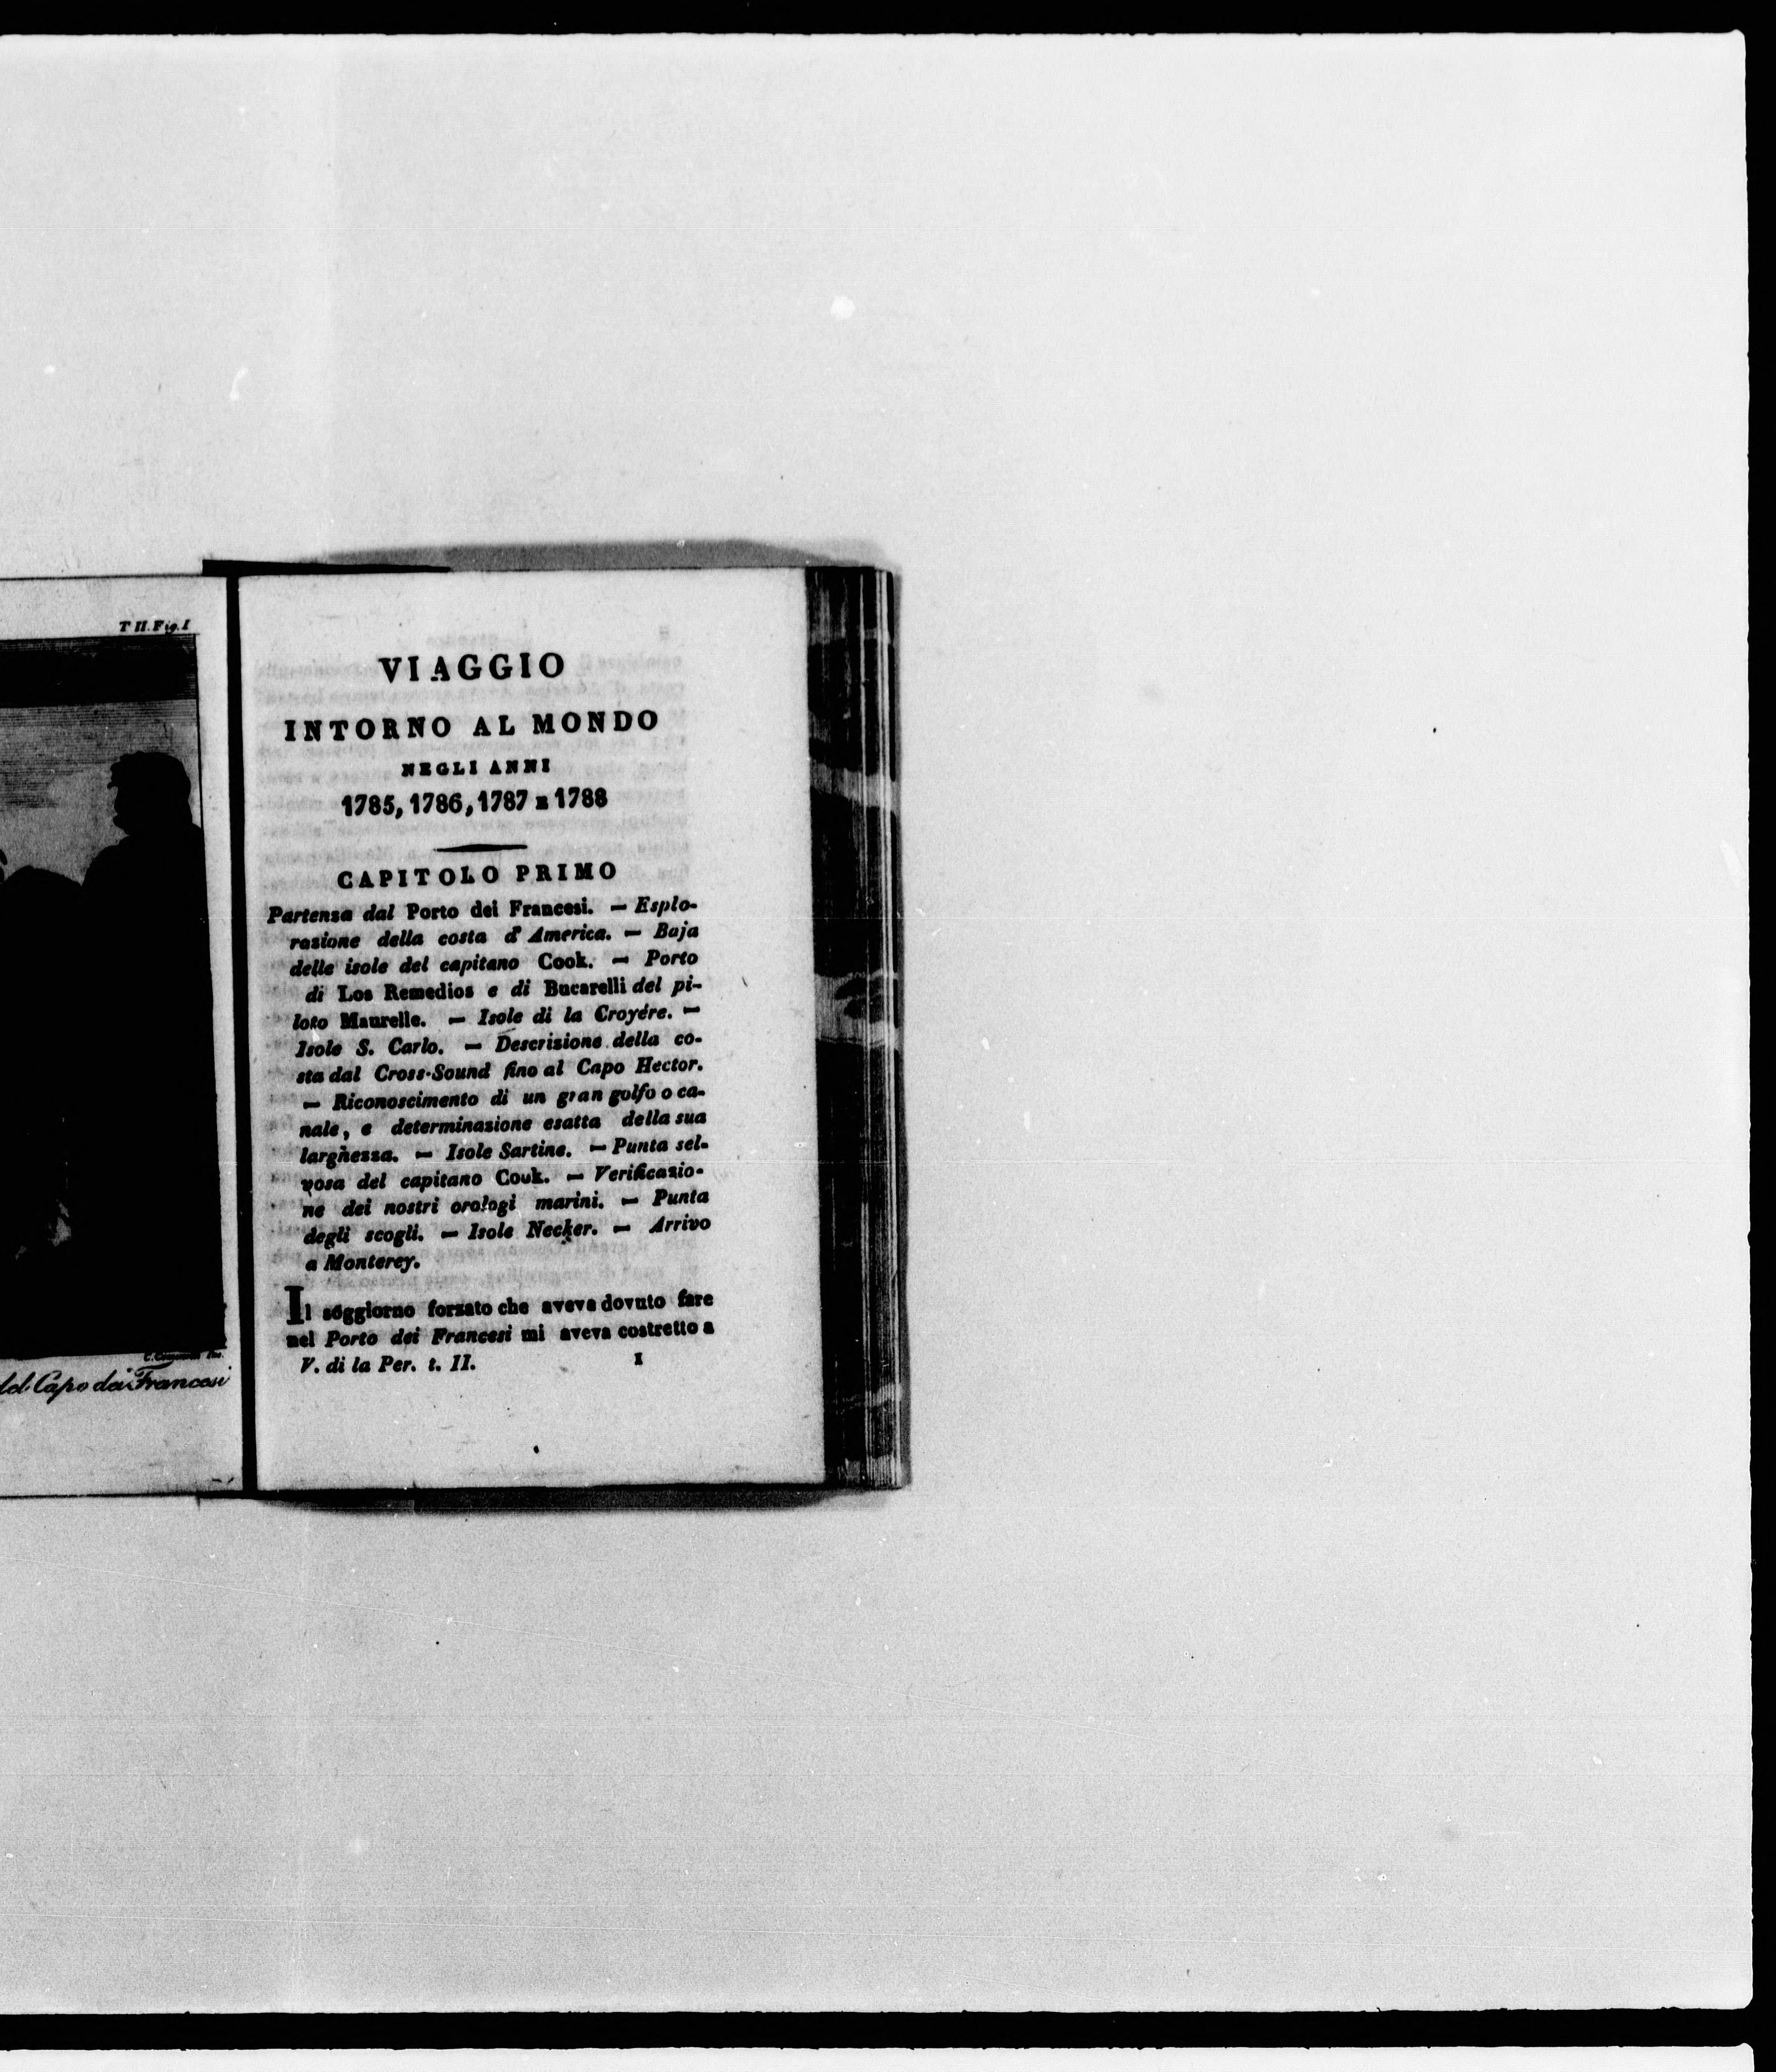 T II. Fig. I
del Capo dei Francesi
VIAGGIO
INTORNO AL MONDO
NEGLI ANNI
1785, 1786, 1787 E 1788
CAPITOLO PRIMO
Partenza dal Porto dei Francesi. — Esplo-
razione della costa d'America. — Baja
delle isole del capitano Cook. — Porto
di Los Remedios e di Bucarelli del pi-
loto Maurelle. — Isole di la Croyére. —
Isole S. Carlo. — Descrizione della co-
sta dal Cross-Sound fino al Capo Hector.
— Riconoscimento di un gran golfo o ca-
nale, e determinazione esatta della sua
larghezza. — Isole Sartine. — Punta sel-
vosa del capitano Cook. — Verificazio-
ne dei nostri orologi marini. — Punta
degli scogli. — Isole Necker. — Arrivo
a Monterey.
Il soggiorno forzato che aveva dovuto fare
nel Porto dei Francesi mi aveva costretto a
V. di la Per. t. II. 1